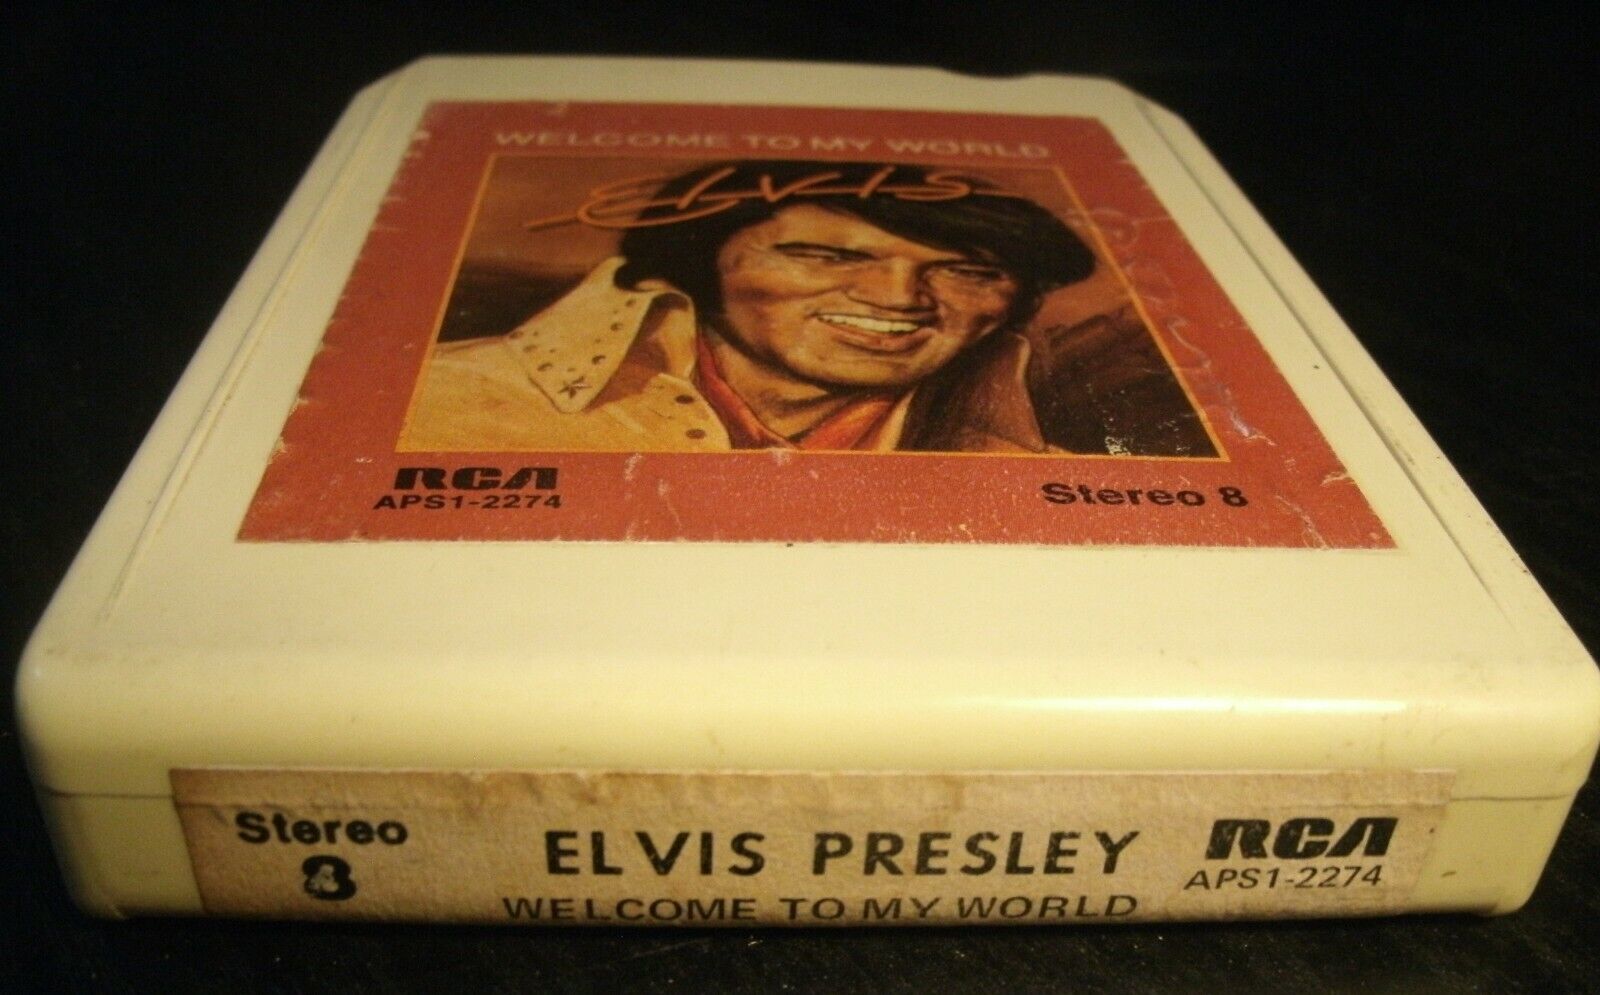 WELCOME TO MY WORLD
ELVIS
RCA
APS1-2274
Stereo 8
Stereo
8
ELVIS PRESLEY
WELCOME TO MY WORLD
RCA
APS1-2274